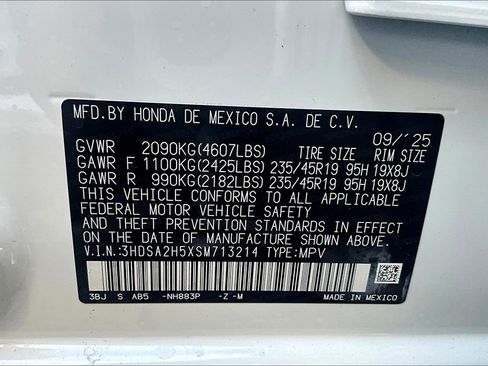 MFD.BY HONDA DE MEXICO S.A. DE C.V.
09/'25
GVWR 2090KG(4607LBS) TIRE SIZE RIM SIZE
GAWR F 1100KG(2425LBS) 235/45R19 95H 19X8J
GAWR R 990KG(2182LBS) 235/45R19 95H 19X8J
THIS VEHICLE CONFORMS TO ALL APPLICABLE
FEDERAL MOTOR VEHICLE SAFETY
AND THEFT PREVENTION STANDARDS IN EFFECT
ON THE DATE OF MANUFACTURE SHOWN ABOVE.
V.I.N.:3HDSA2H5XSM713214 TYPE:MPV
3BJ S AB5 -NH883P -Z -M MADE IN MEXICO